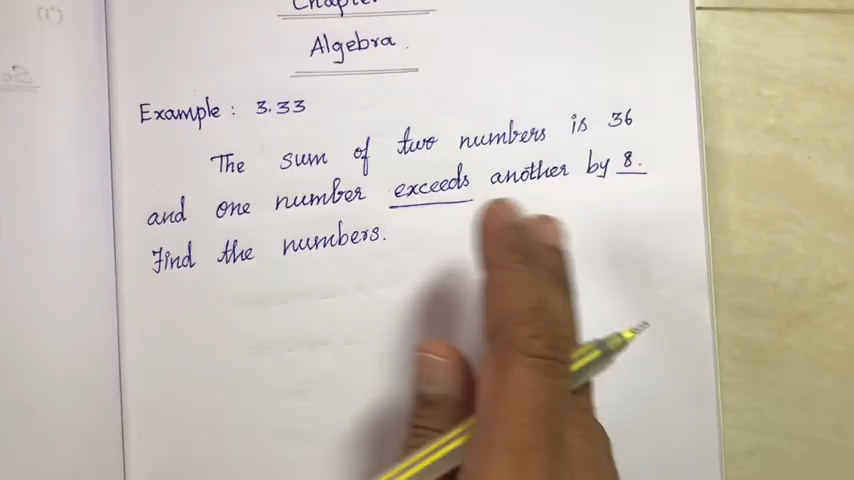 Chapter
Algebra.
Example : 3.33
The sum of two numbers is 36
and one number exceeds another by 8.
Find the numbers.